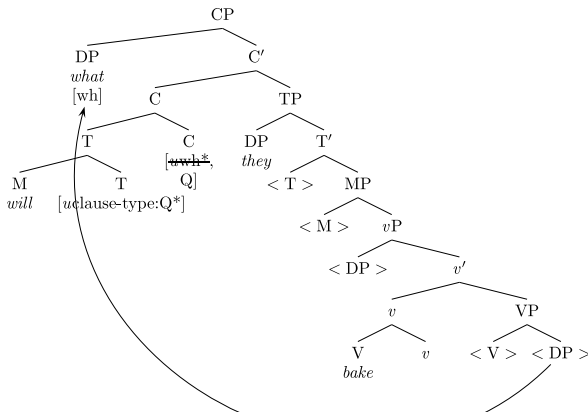 CP
DP C′
what
[wh]
C TP
T C DP T′
[uwh*, they
Q]
M T < T > MP
will [uclause-type:Q*]
< M > vP
< DP > v′
v VP
V v < V > < DP >
bake